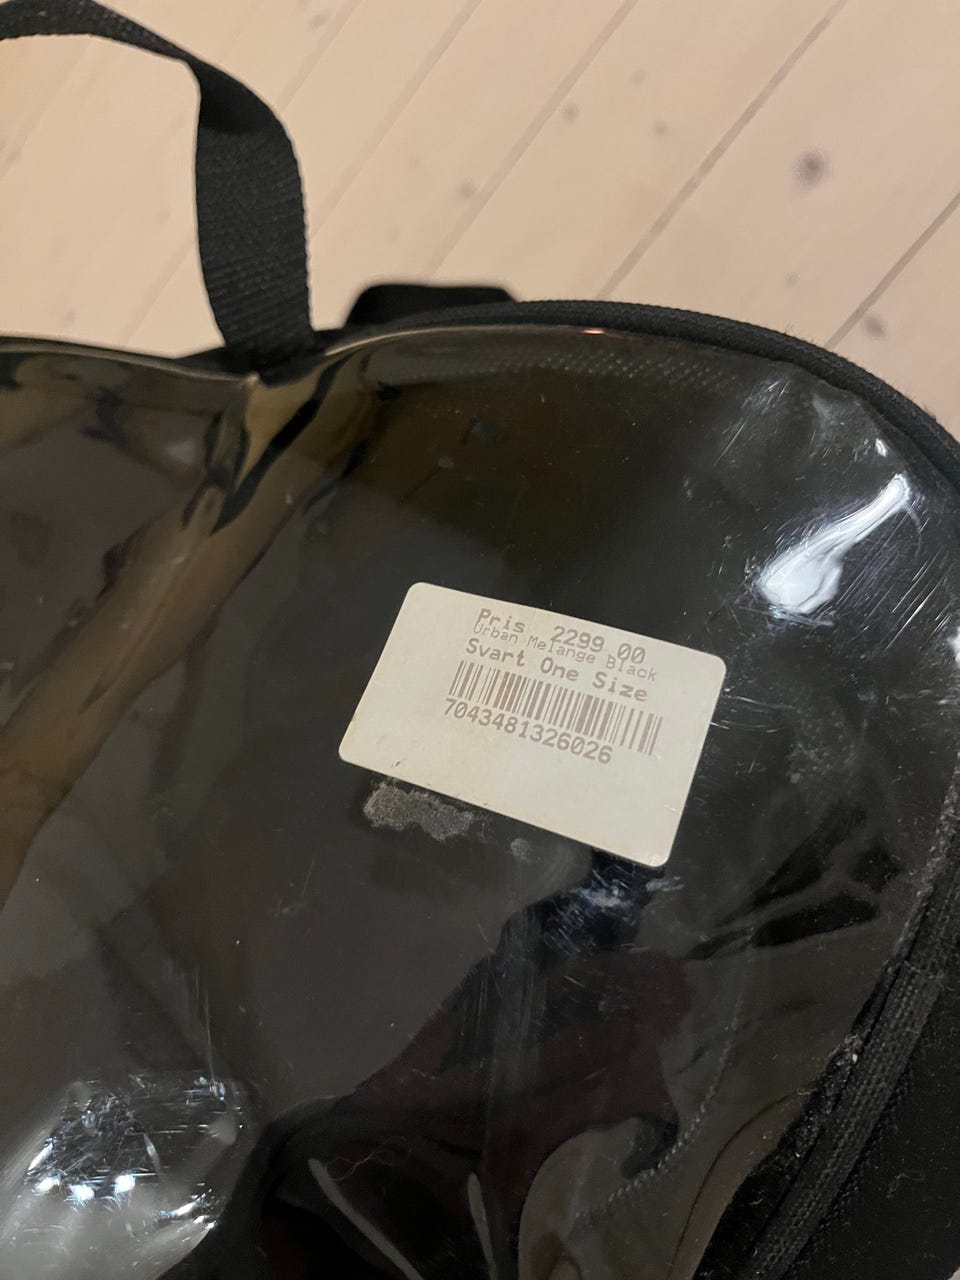 Pris 2299.00
Urban Melange Black
Svart One Size
7043481326026